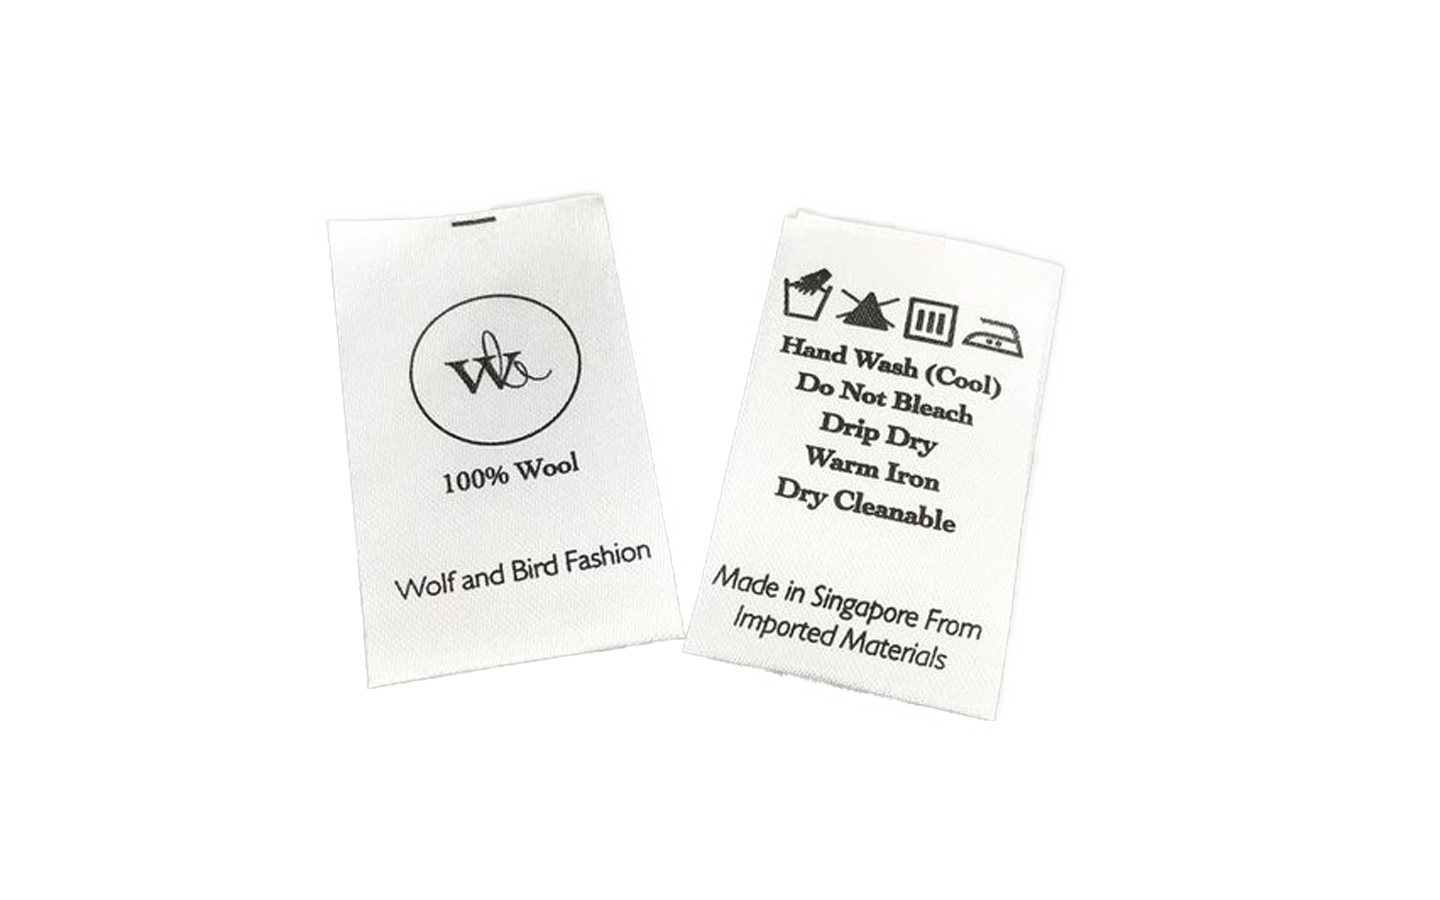 Wb
100% Wool
Wolf and Bird Fashion
Hand Wash (Cool)
Do Not Bleach
Drip Dry
Warm Iron
Dry Cleanable
Made in Singapore From
Imported Materials